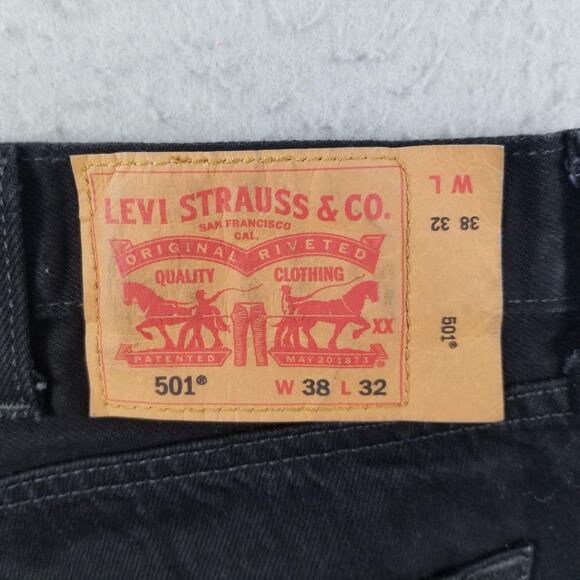 LEVI STRAUSS & CO.
SAN FRANCISCO
CAL.
ORIGINAL RIVETED
QUALITY CLOTHING
XX
PATENTED MAY 20 1873 ®
501® W 38 L 32
W L
38 32
501®